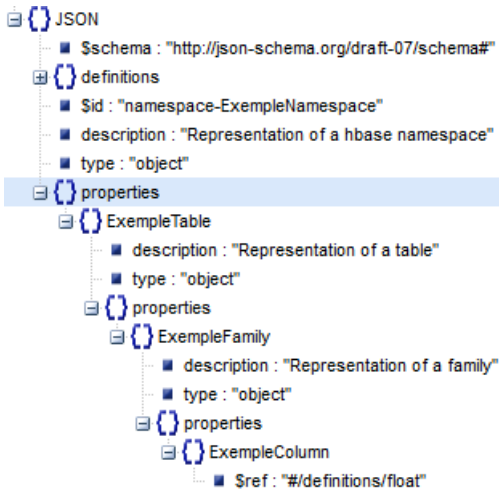 JSON
$schema : "http://json-schema.org/draft-07/schema#"
definitions
$id : "namespace-ExempleNamespace"
description : "Representation of a hbase namespace"
type : "object"
properties
ExempleTable
description : "Representation of a table"
type : "object"
properties
ExempleFamily
description : "Representation of a family"
type : "object"
properties
ExempleColumn
$ref : "#/definitions/float"